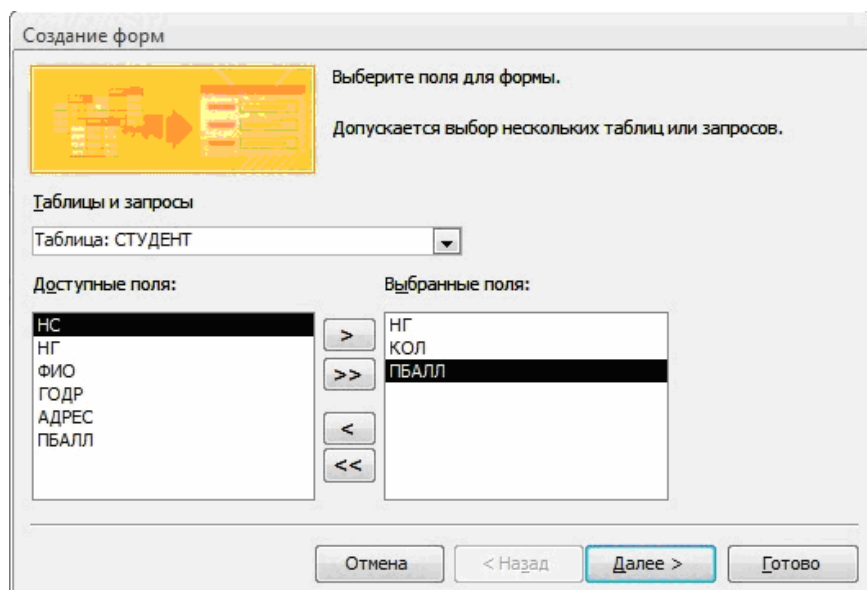 Создание форм
Выберите поля для формы.
Допускается выбор нескольких таблиц или запросов.
Таблицы и запросы
Таблица: СТУДЕНТ
Доступные поля:
Выбранные поля:
НС
НГ
ФИО
ГОДР
АДРЕС
ПБАЛЛ
>
>>
<
<<
НГ
КОЛ
ПБАЛЛ
Отмена
< Назад
Далее >
Готово